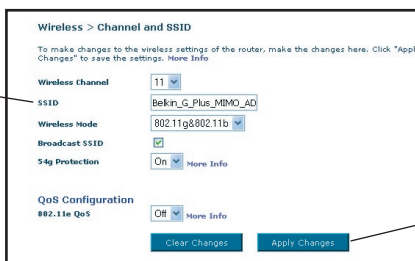 Wireless > Channel and SSID
To make changes to the wireless settings of the router, make the changes here. Click "Appl
Changes" to save the settings. More Info
Wireless Channel 11
SSID Belkin_G_Plus_MIMO_AD
Wireless Mode 802.11g&802.11b
Broadcast SSID
54g Protection On More Info
QoS Configuration
802.11e QoS Off More Info
Clear Changes Apply Changes